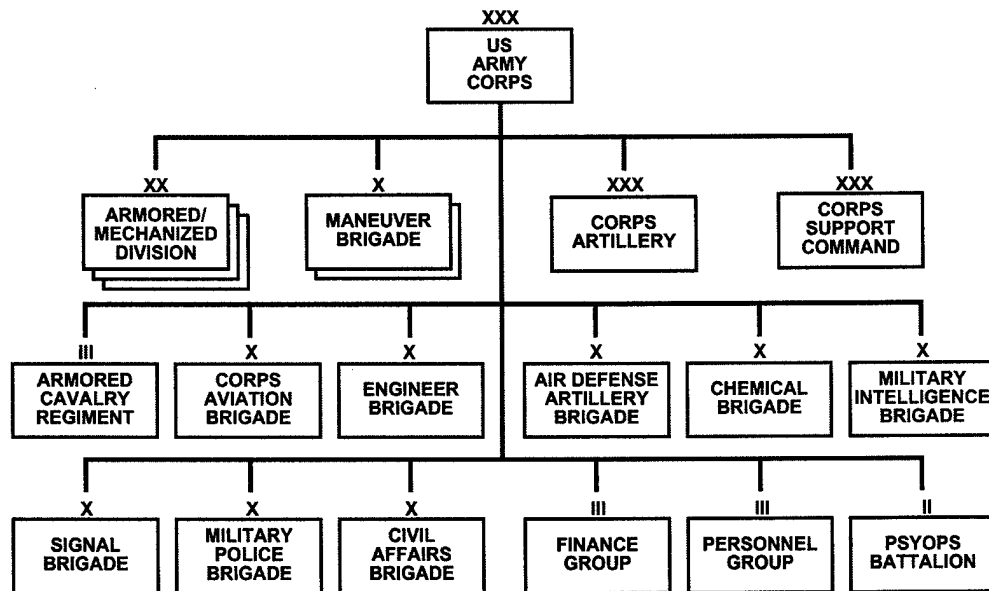 XXX
US
ARMY
CORPS
XX
ARMORED/
MECHANIZED
DIVISION
X
MANEUVER
BRIGADE
XXX
CORPS
ARTILLERY
XXX
CORPS
SUPPORT
COMMAND
III
ARMORED
CAVALRY
REGIMENT
X
CORPS
AVIATION
BRIGADE
X
ENGINEER
BRIGADE
X
AIR DEFENSE
ARTILLERY
BRIGADE
X
CHEMICAL
BRIGADE
X
MILITARY
INTELLIGENCE
BRIGADE
X
SIGNAL
BRIGADE
X
MILITARY
POLICE
BRIGADE
X
CIVIL
AFFAIRS
BRIGADE
III
FINANCE
GROUP
III
PERSONNEL
GROUP
II
PSYOPS
BATTALION